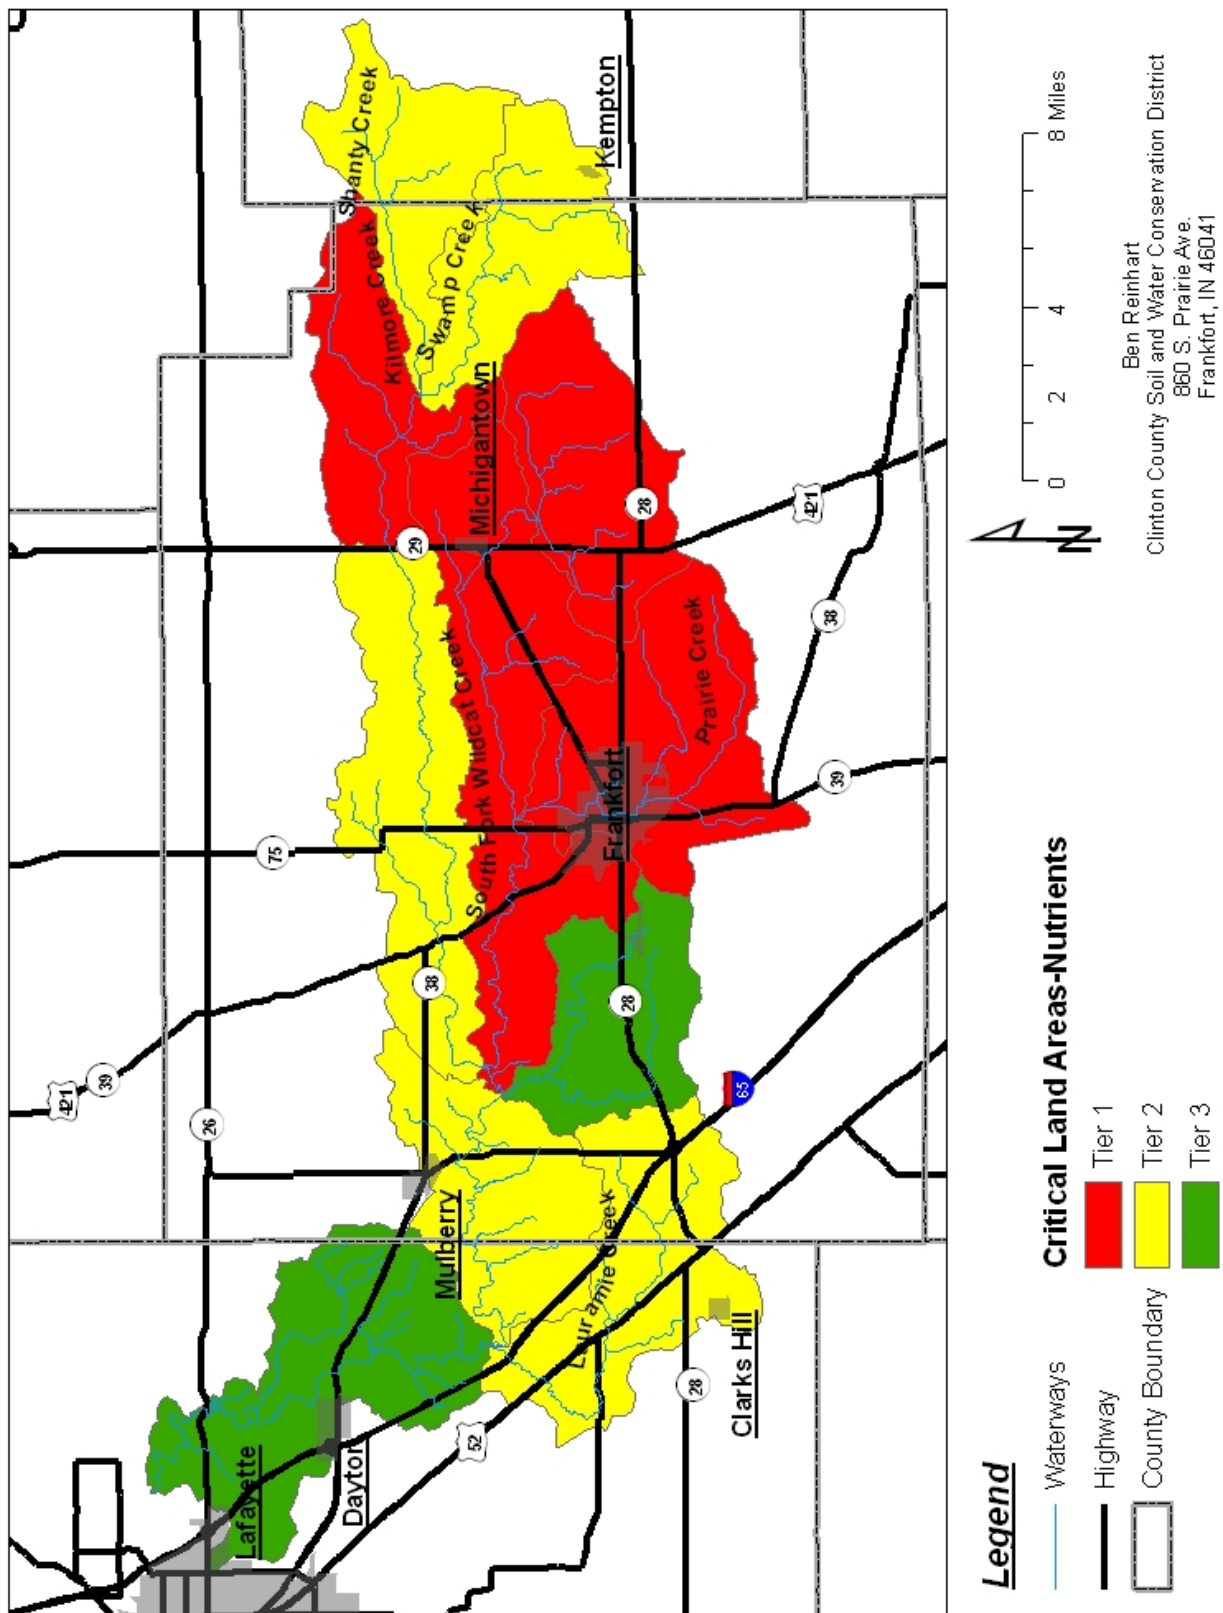 Shanty Creek
Kilmore Creek
Swamp Creek
Kempton
Michigantown
South Fork Wildcat Creek
Prairie Creek
Frankfort
Mulberry
Lauramie Creek
Clarks Hill
Lafayette
Dayton
29
28
421
38
39
75
38
28
421
39
26
65
52
28
Legend
Waterways
Highway
County Boundary
Critical Land Areas-Nutrients
Tier 1
Tier 2
Tier 3
N
0 2 4 8 Miles
Ben Reinhart
Clinton County Soil and Water Conservation District
860 S. Prairie Ave.
Frankfort, IN 46041